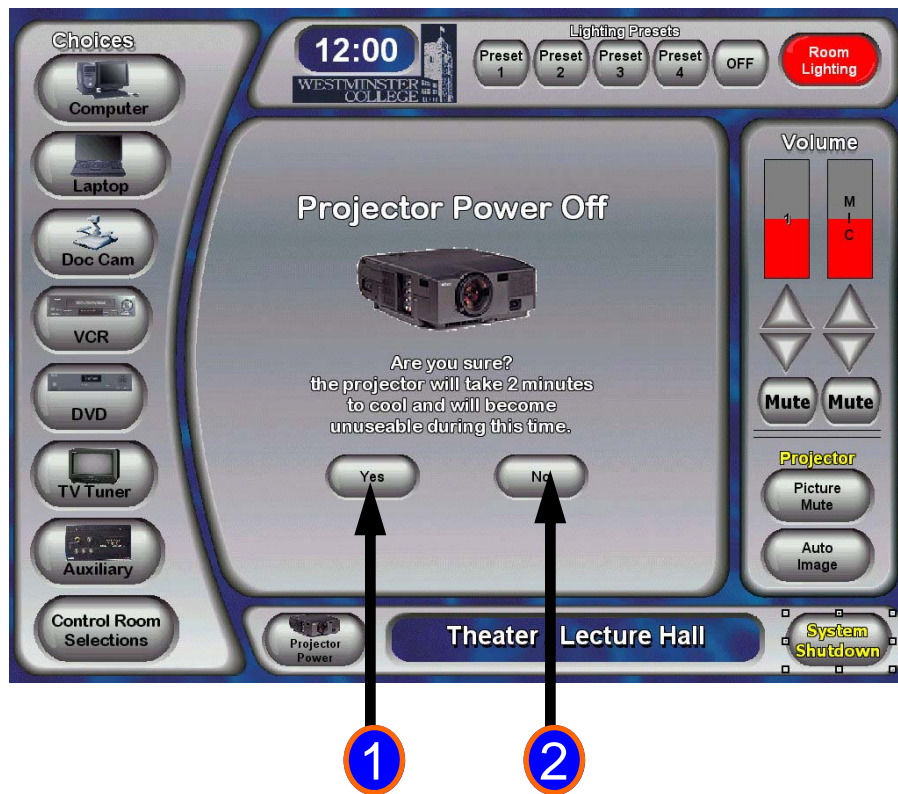 Choices
Computer
Laptop
Doc Cam
VCR
DVD
TV Tuner
Auxiliary
Control Room
Selections
12:00
WESTMINSTER
COLLEGE
Lighting Presets
Preset
1
Preset
2
Preset
3
Preset
4
OFF
Room
Lighting
Projector Power Off
Are you sure?
the projector will take 2 minutes
to cool and will become
unuseable during this time.
Yes
No
Volume
1
MIC
Mute
Mute
Projector
Picture
Mute
Auto
Image
Projector
Power
Theater Lecture Hall
System
Shutdown
1
2